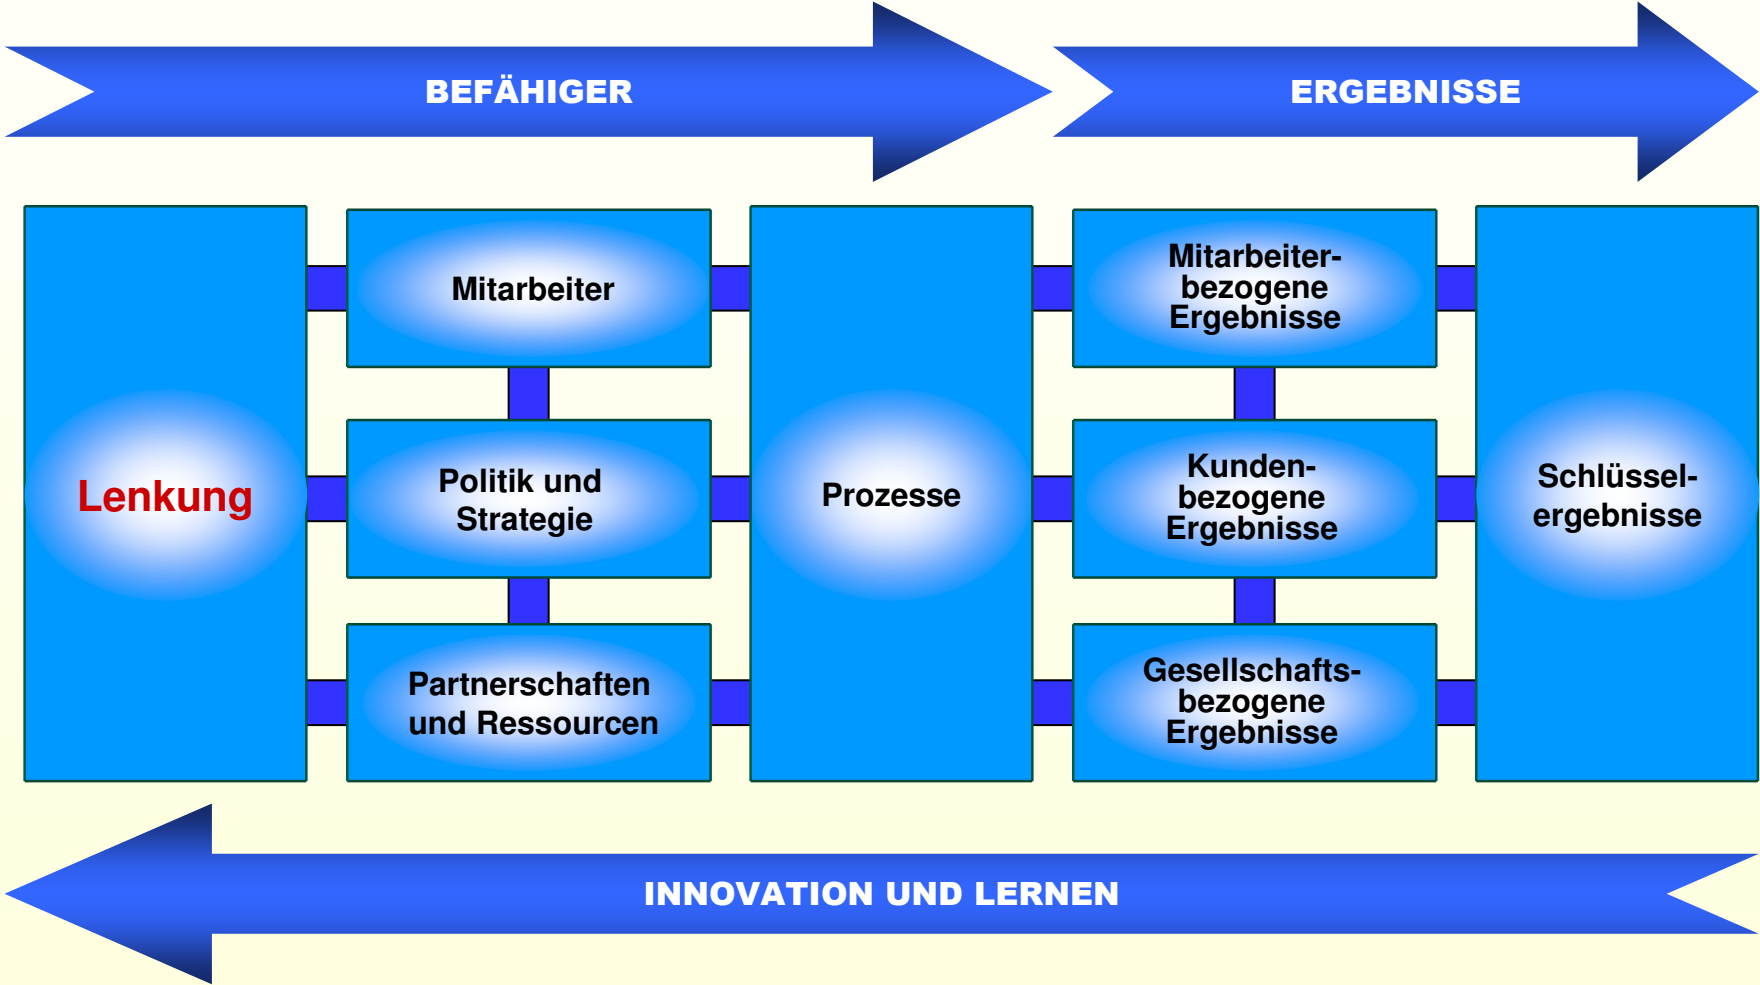 BEFÄHIGER
ERGEBNISSE
Lenkung
Mitarbeiter
Politik und
Strategie
Partnerschaften
und Ressourcen
Prozesse
Mitarbeiter-
bezogene
Ergebnisse
Kunden-
bezogene
Ergebnisse
Gesellschafts-
bezogene
Ergebnisse
Schlüssel-
ergebnisse
INNOVATION UND LERNEN